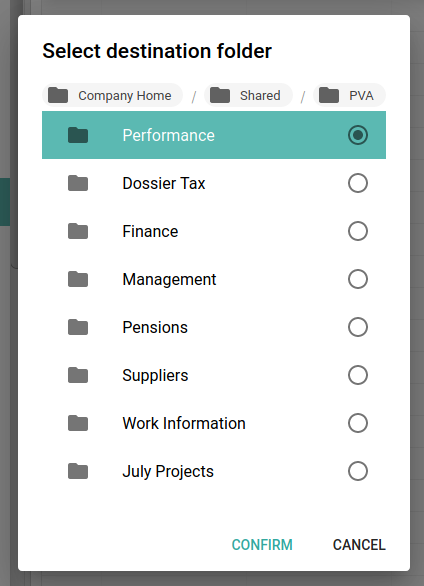 Select destination folder
Company Home / Shared / PVA
Performance
Dossier Tax
Finance
Management
Pensions
Suppliers
Work Information
July Projects
CONFIRM CANCEL